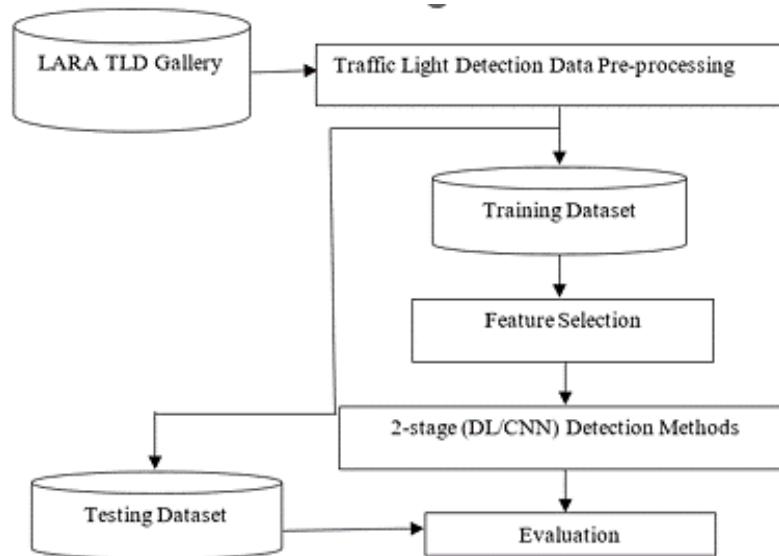 LARA TLD Gallery
Traffic Light Detection Data Pre-processing
Training Dataset
Feature Selection
2-stage (DL/CNN) Detection Methods
Testing Dataset
Evaluation